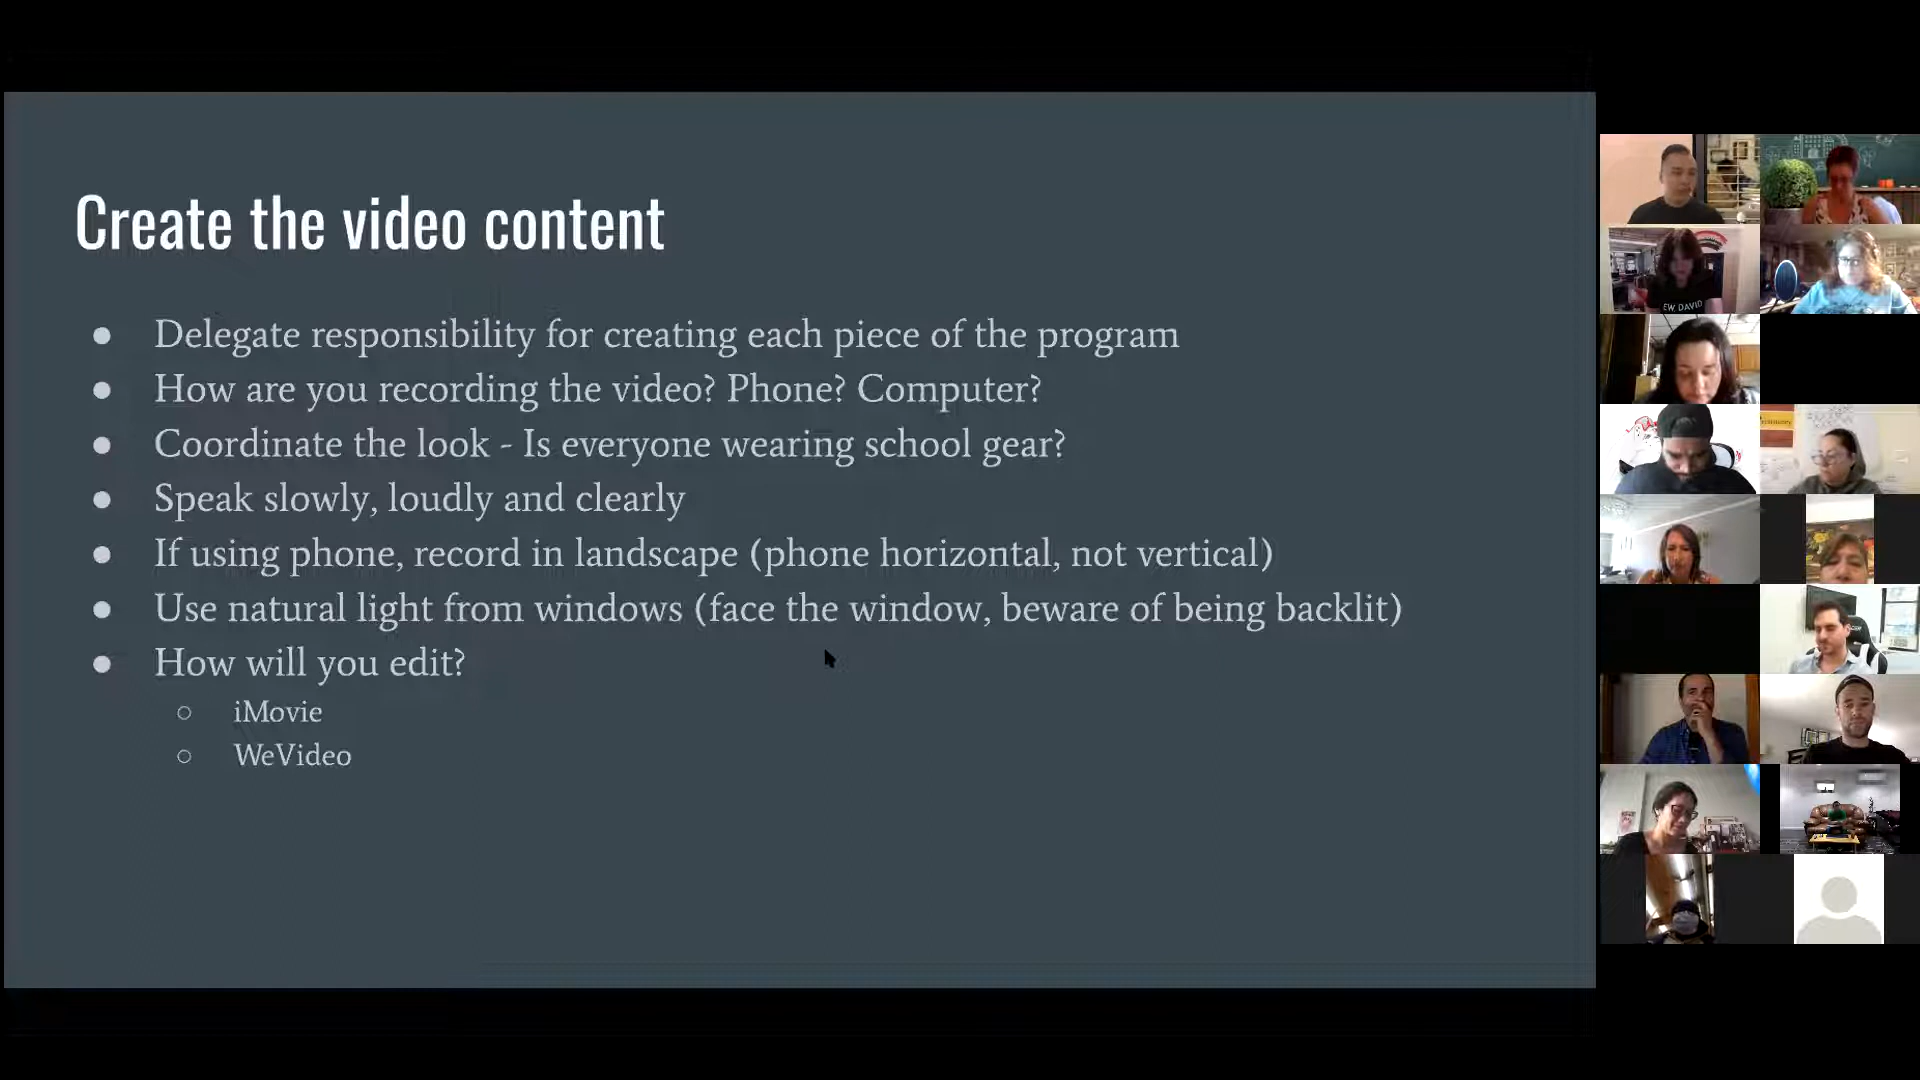 Create the video content
● Delegate responsibility for creating each piece of the program
● How are you recording the video? Phone? Computer?
● Coordinate the look - Is everyone wearing school gear?
● Speak slowly, loudly and clearly
● If using phone, record in landscape (phone horizontal, not vertical)
● Use natural light from windows (face the window, beware of being backlit)
● How will you edit?
○ iMovie
○ WeVideo
EW, DAVID